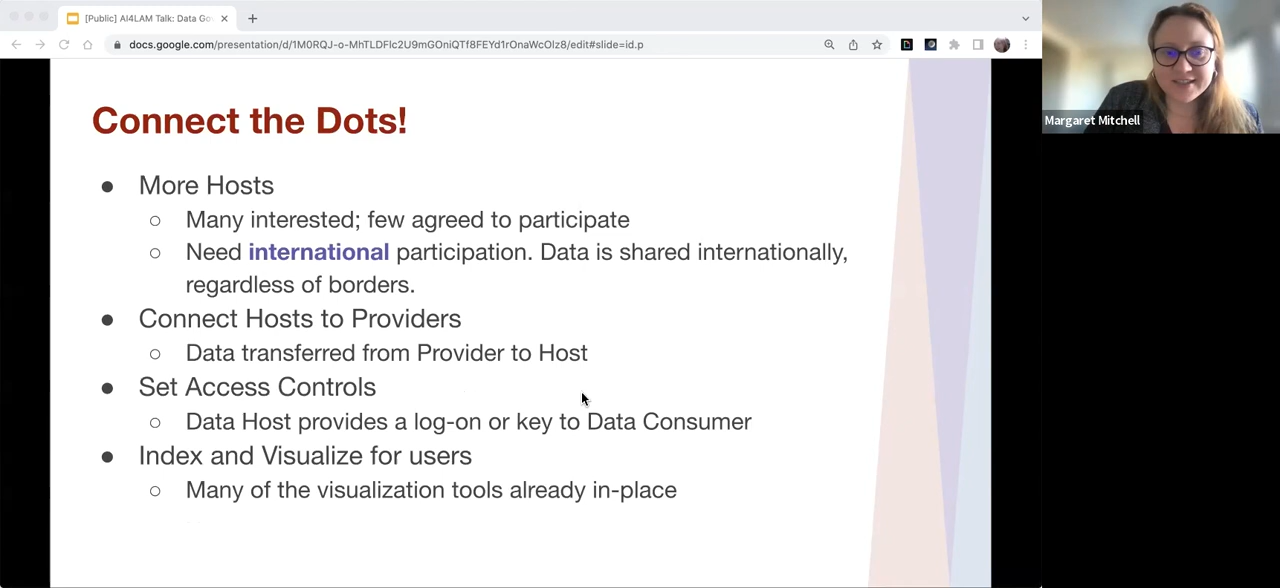 [Public] AI4LAM Talk: Data Go
docs.google.com/presentation/d/1M0RQJ-o-MhTLDFlc2U9mGOniQTf8FEYd1rOnaWcOlz8/edit#slide=id.p
Margaret Mitchell
Connect the Dots!
● More Hosts
○ Many interested; few agreed to participate
○ Need international participation. Data is shared internationally,
regardless of borders.
● Connect Hosts to Providers
○ Data transferred from Provider to Host
● Set Access Controls
○ Data Host provides a log-on or key to Data Consumer
● Index and Visualize for users
○ Many of the visualization tools already in-place